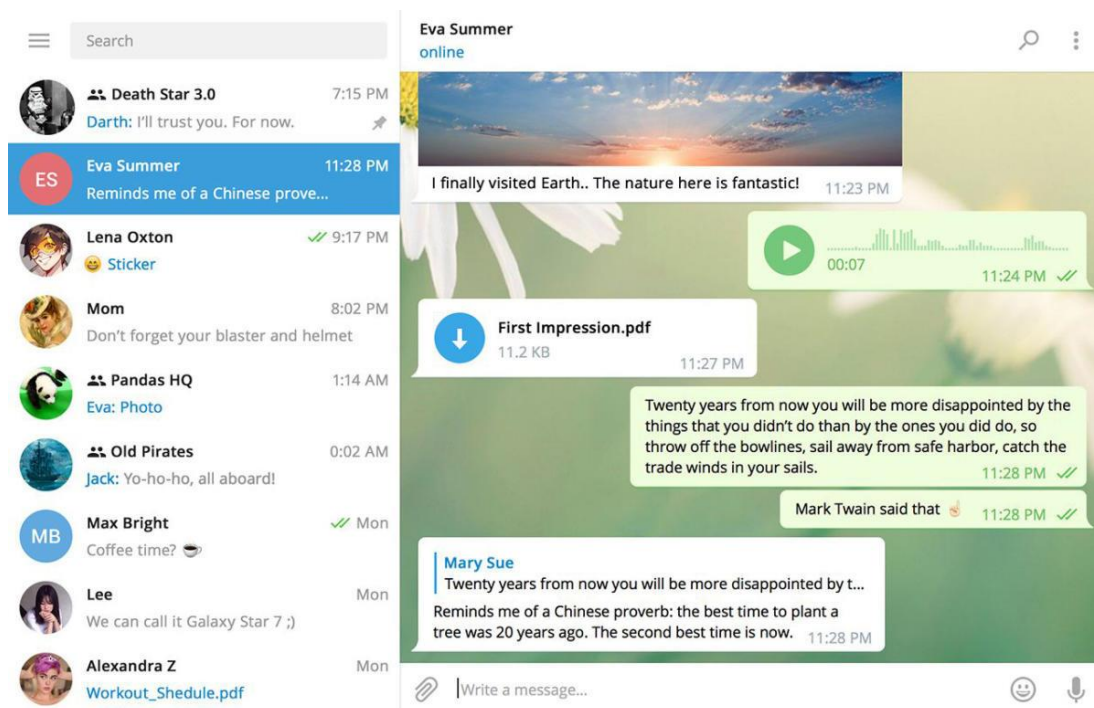 Search
Death Star 3.0 7:15 PM
Darth: I'll trust you. For now.
ES
Eva Summer 11:28 PM
Reminds me of a Chinese prove...
Lena Oxton 9:17 PM
😄 Sticker
Mom 8:02 PM
Don't forget your blaster and helmet
Pandas HQ 1:14 AM
Eva: Photo
Old Pirates 0:02 AM
Jack: Yo-ho-ho, all aboard!
MB
Max Bright Mon
Coffee time? ☕
Lee Mon
We can call it Galaxy Star 7 ;)
Alexandra Z Mon
Workout_Shedule.pdf
Eva Summer
online
I finally visited Earth.. The nature here is fantastic! 11:23 PM
00:07
11:24 PM
First Impression.pdf
11.2 KB
11:27 PM
Twenty years from now you will be more disappointed by the
things that you didn't do than by the ones you did do, so
throw off the bowlines, sail away from safe harbor, catch the
trade winds in your sails. 11:28 PM
Mark Twain said that ☝🏻 11:28 PM
Mary Sue
Twenty years from now you will be more disappointed by t...
Reminds me of a Chinese proverb: the best time to plant a
tree was 20 years ago. The second best time is now. 11:28 PM
Write a message...